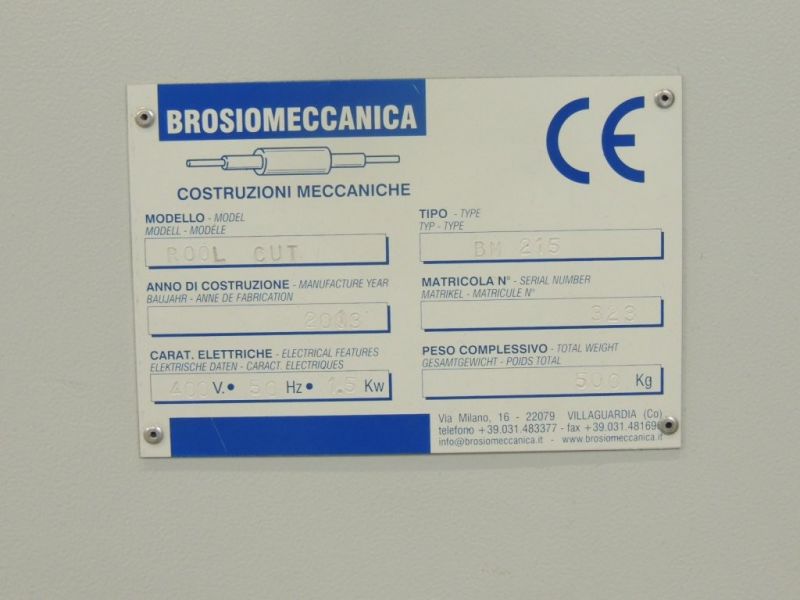 BROSIOMECCANICA
CE
COSTRUZIONI MECCANICHE
MODELLO - MODEL
MODELL - MODÈLE
ROOL CUT
TIPO - TYPE
TYP - TYPE
BM 215
ANNO DI COSTRUZIONE - MANUFACTURE YEAR
BAUJAHR - ANNE DE FABRICATION
2013
MATRICOLA N° - SERIAL NUMBER
MATRIKEL - MATRICULE N°
323
CARAT. ELETTRICHE - ELECTRICAL FEATURES
ELEKTRISCHE DATEN - CARACT. ELECTRIQUES
400 V. • 50 Hz • 1.5 Kw
PESO COMPLESSIVO - TOTAL WEIGHT
GESAMTGEWICHT - POIDS TOTAL
500 Kg
Via Milano, 16 - 22079 VILLAGUARDIA (Co)
telefono +39.031.483377 - fax +39.031.48169
info@brosiomeccanica.it - www.brosiomeccanica.it